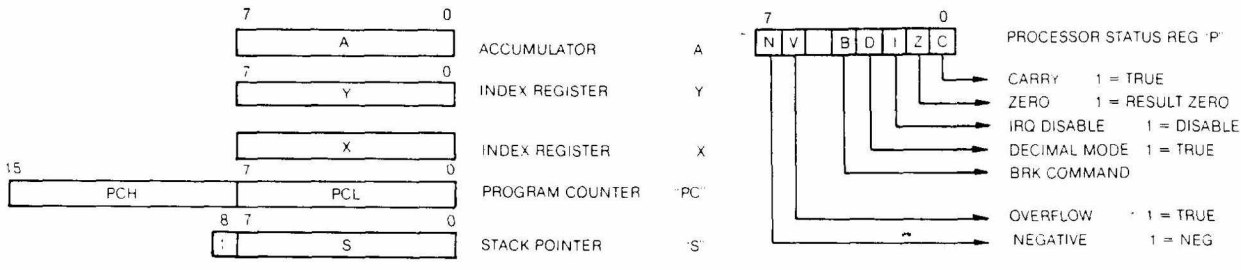 7 0
A
ACCUMULATOR A
7 0
Y
INDEX REGISTER Y
X
INDEX REGISTER X
15 7 0
PCH PCL
PROGRAM COUNTER "PC"
8 7 0
S
STACK POINTER "S"
7 0
N V B D I Z C
PROCESSOR STATUS REG "P"
CARRY 1 = TRUE
ZERO 1 = RESULT ZERO
IRQ DISABLE 1 = DISABLE
DECIMAL MODE 1 = TRUE
BRK COMMAND
OVERFLOW 1 = TRUE
NEGATIVE 1 = NEG